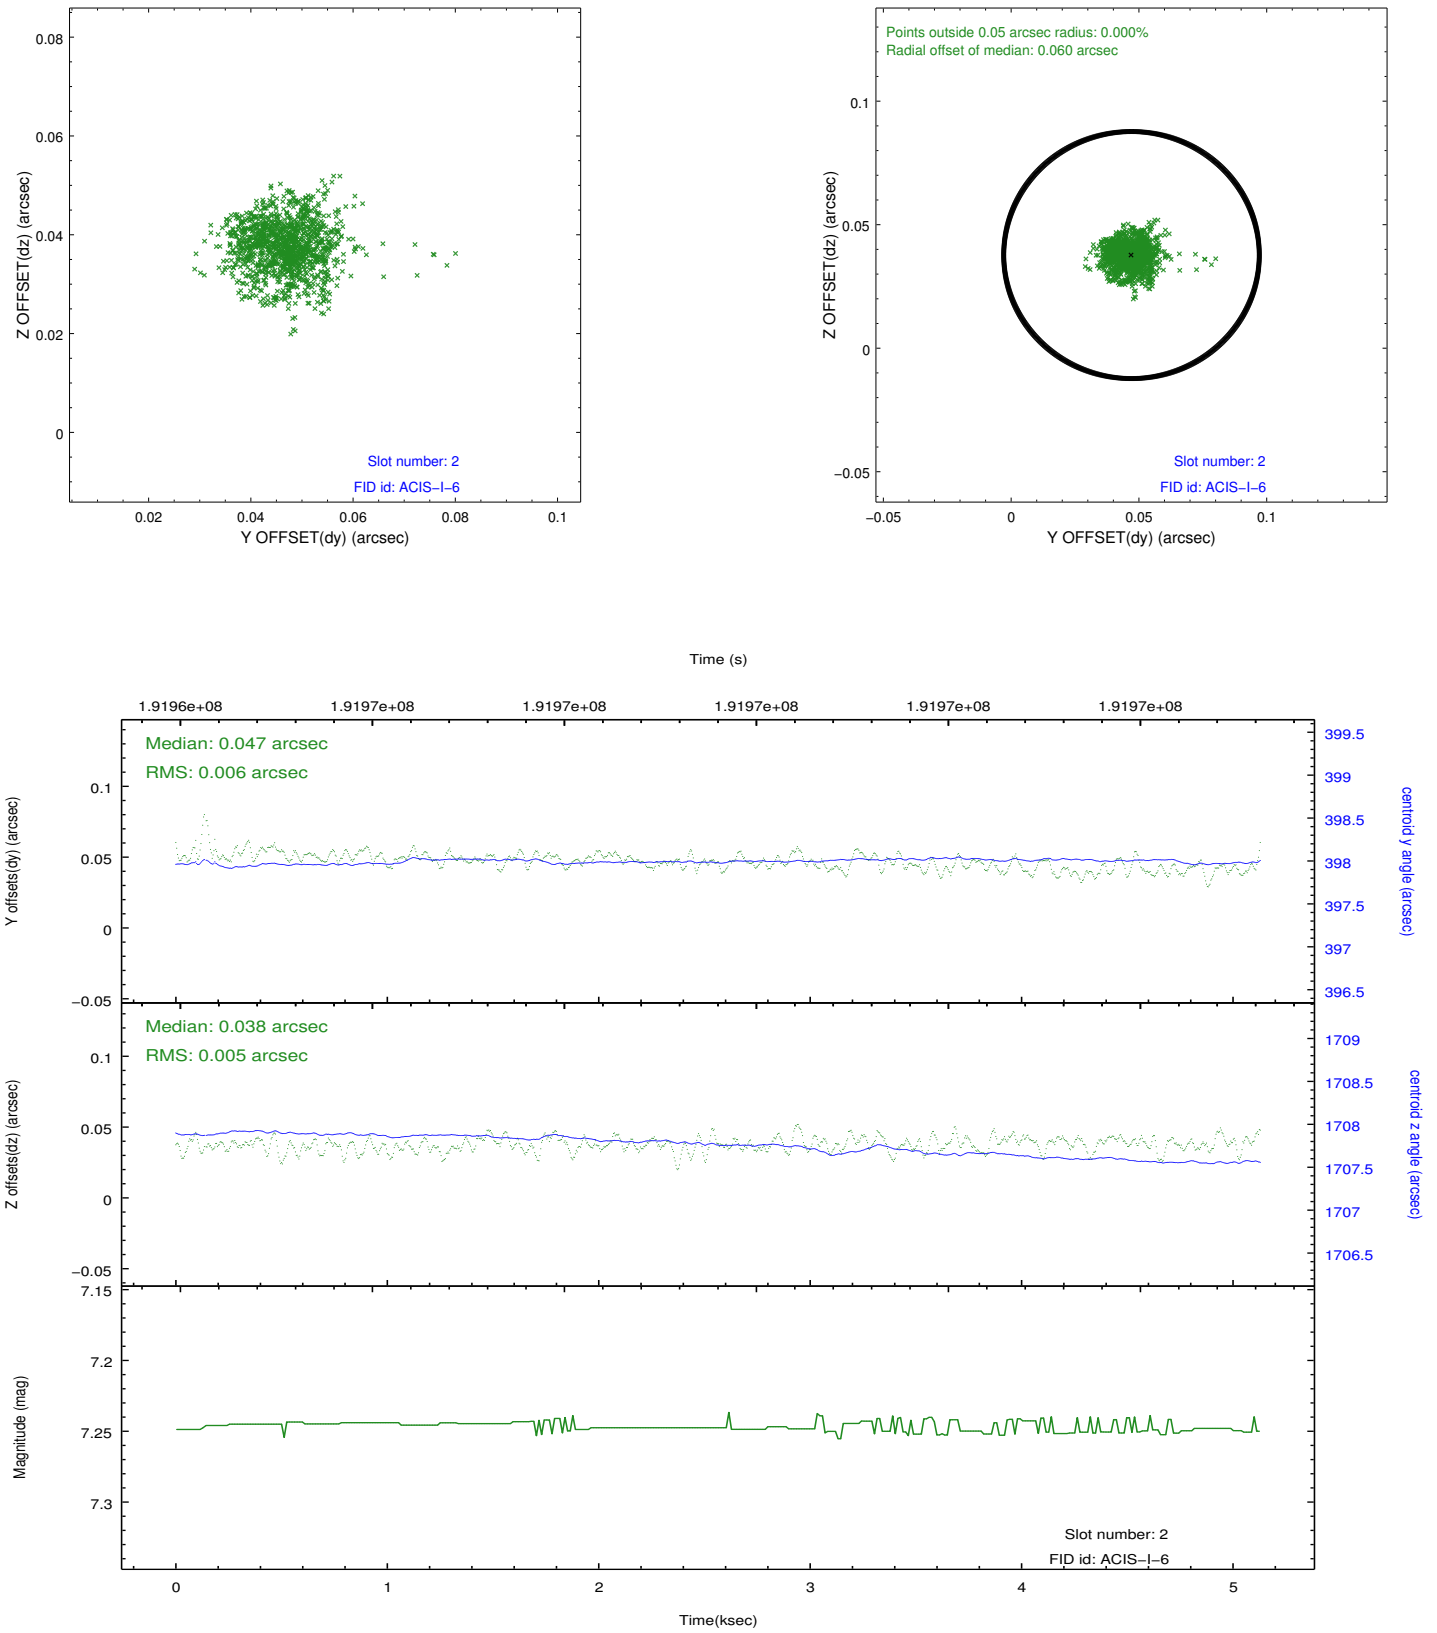 0.08
0.06
0.04
0.02
0
Z OFFSET(dz) (arcsec)
Slot number: 2
FID id: ACIS−I−6
0.02 0.04 0.06 0.08 0.1
Y OFFSET(dy) (arcsec)
Points outside 0.05 arcsec radius: 0.000%
Radial offset of median: 0.060 arcsec
0.1
0.05
0
−0.05
Z OFFSET(dz) (arcsec)
Slot number: 2
FID id: ACIS−I−6
−0.05 0 0.05 0.1
Y OFFSET(dy) (arcsec)
Time (s)
1.9196e+08 1.9197e+08 1.9197e+08 1.9197e+08 1.9197e+08 1.9197e+08
Median: 0.047 arcsec
RMS: 0.006 arcsec
0.1
0.05
0
−0.05
Y offsets(dy) (arcsec)
399.5
399
398.5
398
397.5
397
396.5
centroid y angle (arcsec)
Median: 0.038 arcsec
RMS: 0.005 arcsec
0.1
0.05
0
−0.05
Z offsets(dz) (arcsec)
1709
1708.5
1708
1707.5
1707
1706.5
centroid z angle (arcsec)
7.15
7.2
7.25
7.3
Magnitude (mag)
Slot number: 2
FID id: ACIS−I−6
0 1 2 3 4 5
Time(ksec)